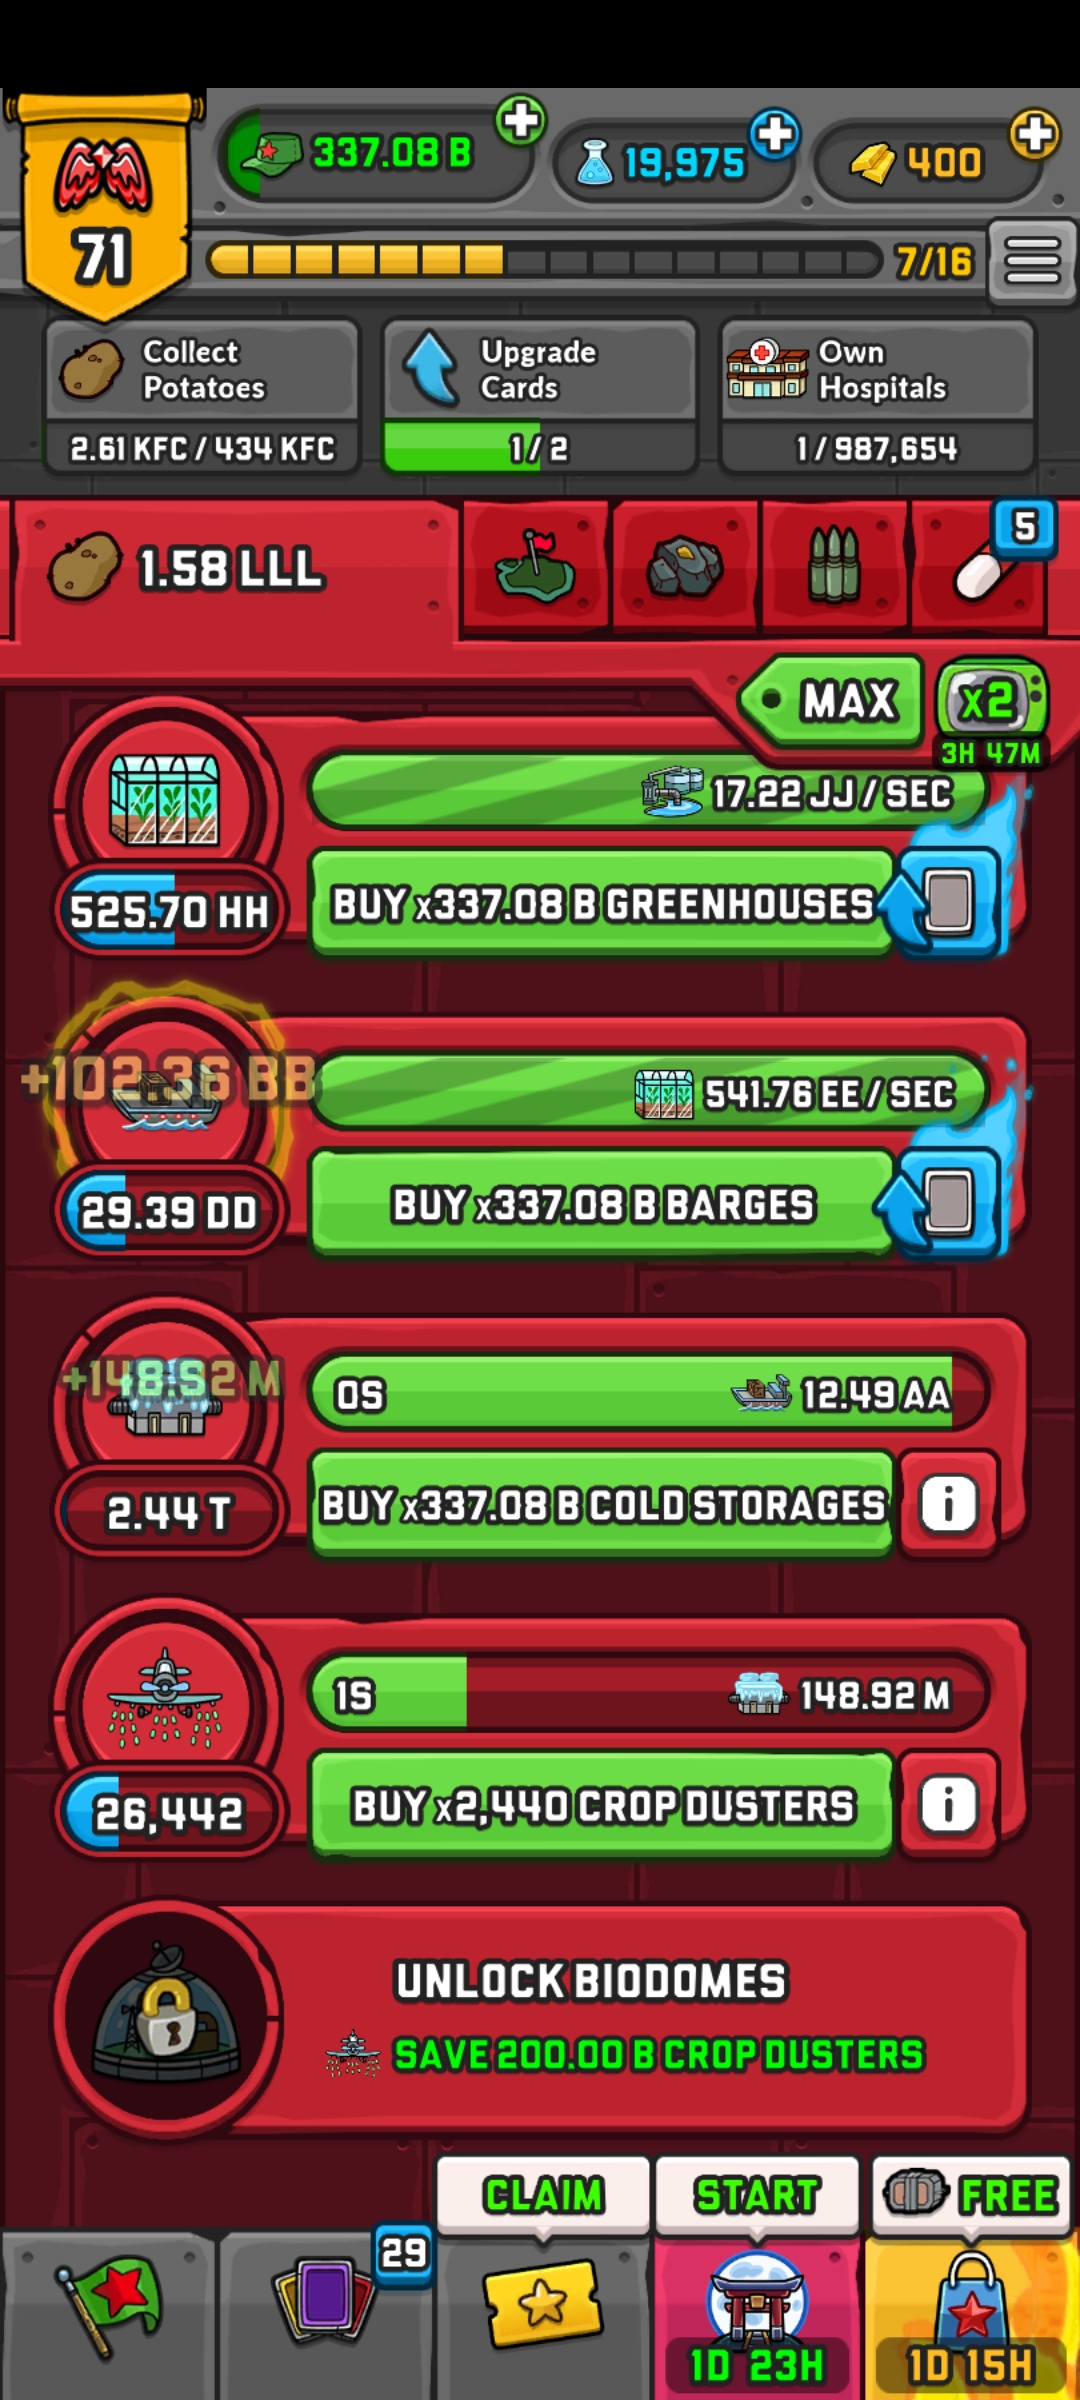 337.08 B
19,975
400
71
7/16
Collect
Potatoes
2.61 KFC / 434 KFC
Upgrade
Cards
1 / 2
Own
Hospitals
1 / 987,654
1.58 LLL
5
MAX
x2
3H 47M
17.22 JJ / SEC
525.70 HH
BUY x337.08 B GREENHOUSES
+102.36 BB
541.76 EE / SEC
29.39 DD
BUY x337.08 B BARGES
+148.92 M
0S
12.49 AA
2.44 T
BUY x337.08 B COLD STORAGES
i
1S
148.92 M
26,442
BUY x2,440 CROP DUSTERS
i
UNLOCK BIODOMES
SAVE 200.00 B CROP DUSTERS
CLAIM
START
FREE
29
1D 23H
1D 15H